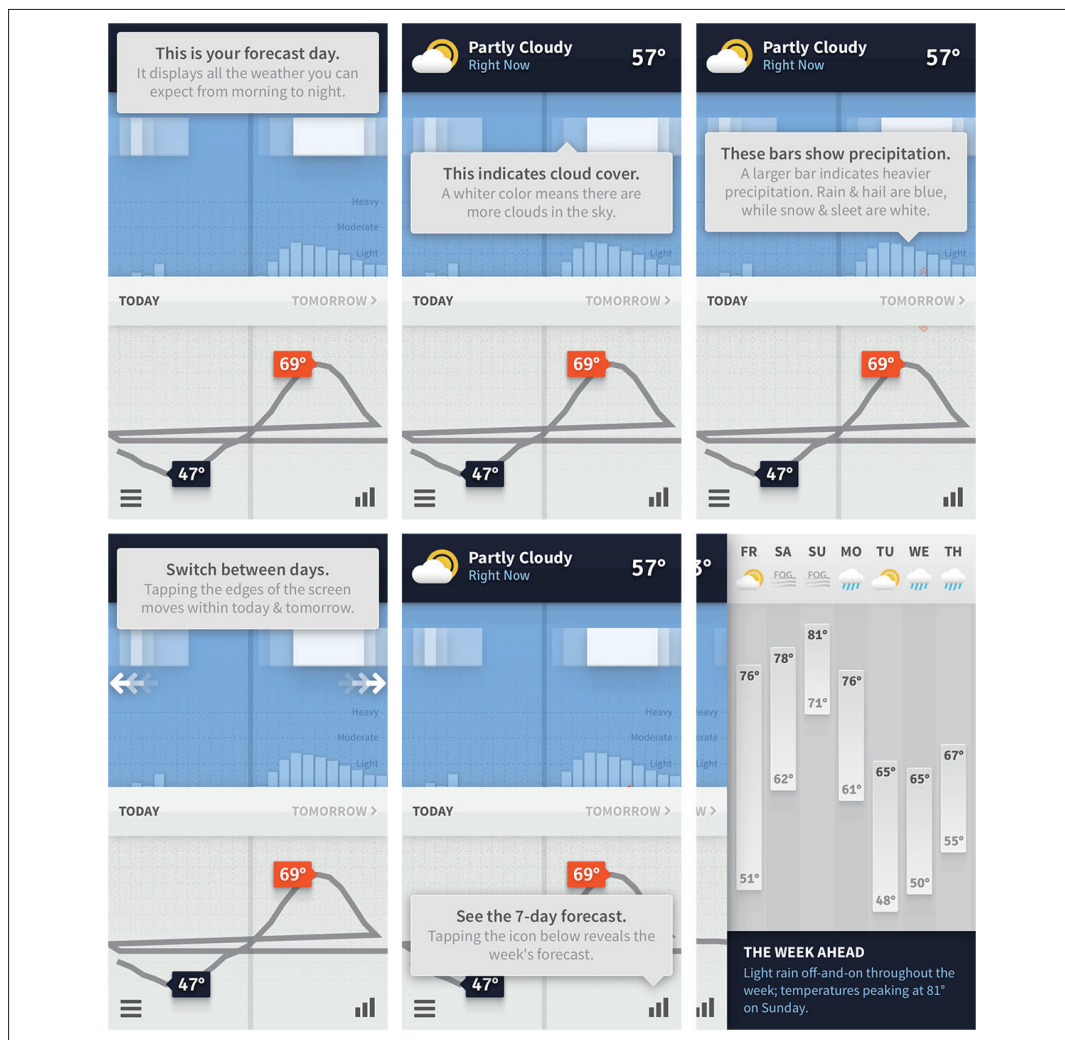 This is your forecast day.
It displays all the weather you can
expect from morning to night.
Heavy
Moderate
Light
TODAY
TOMORROW >
69°
47°
Partly Cloudy
Right Now
57°
This indicates cloud cover.
A whiter color means there are
more clouds in the sky.
Light
TODAY
TOMORROW >
69°
47°
Partly Cloudy
Right Now
57°
These bars show precipitation.
A larger bar indicates heavier
precipitation. Rain & hail are blue,
while snow & sleet are white.
Light
TODAY
TOMORROW >
69°
47°
Switch between days.
Tapping the edges of the screen
moves within today & tomorrow.
Heavy
Moderate
Light
TODAY
TOMORROW >
69°
47°
Partly Cloudy
Right Now
57°
Heavy
Moderate
Light
TODAY
TOMORROW >
69°
See the 7-day forecast.
Tapping the icon below reveals the
week's forecast.
47°
3°
eavy
erate
Light
W >
FR SA SU MO TU WE TH
FOG FOG
76° 78° 81° 76° 65° 65° 67°
51° 62° 71° 61° 48° 50° 55°
THE WEEK AHEAD
Light rain off-and-on throughout the
week; temperatures peaking at 81°
on Sunday.